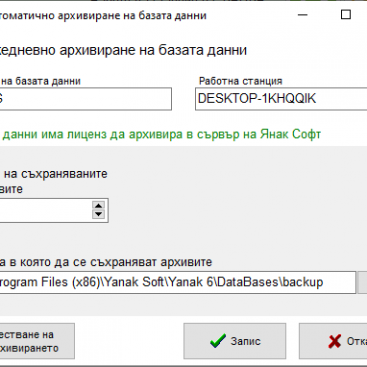 томатично архивиране на базата данни
жедневно архивиране на базата данни
на базата данни
Работна станция
S
DESKTOP-1KHQQIK
данни има лиценз да архивира в сървър на Янак Софт
на съхраняваните
вите
а в която да се съхраняват архивите
rogram Files (x86)\Yanak Soft\Yanak 6\DataBases\backup
естване на
хивирането
Запис
Отка